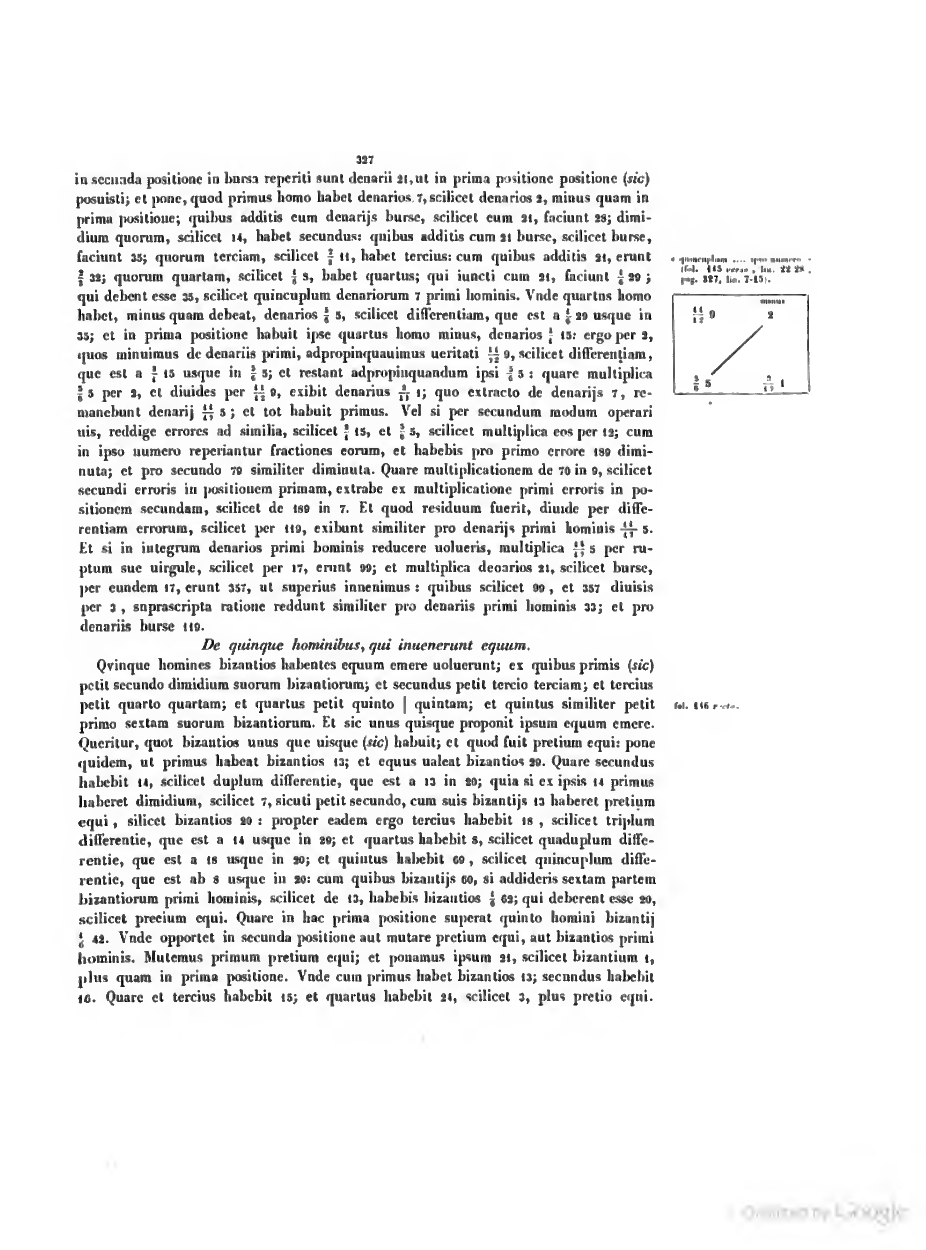 327
in secunda positione in bursa reperiti sunt denarii 21, ut in prima positione positione (sic)
posuisti; et pone, quod primus homo habet denarios 7, scilicet denarios 2, minus quam in
prima positione; quibus additis cum denarijs burse, scilicet cum 21, faciunt 28; dimi-
dium quorum, scilicet 14, habet secundus: quibus additis cum 21 burse, scilicet burse,
faciunt 35; quorum terciam, scilicet 2/3 11, habet tercius: cum quibus additis 21, erunt
2/3 32; quorum quartam, scilicet 1/6 8, habet quartus; qui iuncti cum 21, faciunt 1/6 29;
qui debent esse 35, scilicet quincuplum denariorum 7 primi hominis. Vnde quartus homo
habet, minus quam debeat, denarios 5/6 5, scilicet differentiam, que est a 1/6 29 usque in
35; et in prima positione habuit ipse quartus homo minus, denarios 3/4 15: ergo per 2,
quos minuimus de denariis primi, adpropinquauimus ueritati 11/12 9, scilicet differentiam,
que est a 3/4 15 usque in 5/6 5; et restant adpropinquandum ipsi 5/6 5: quare multiplica
5/6 5 per 2, et diuides per 11/12 9, exibit denarius 3/17 1; quo extracto de denarijs 7, re-
manebunt denarij 14/17 5; et tot habuit primus. Vel si per secundum modum operari
uis, reddige errores ad similia, scilicet 3/4 15, et 5/6 5, scilicet multiplica eos per 12; cum
in ipso numero reperiantur fractiones eorum, et habebis pro primo errore 189 dimi-
nuta; et pro secundo 70 similiter diminuta. Quare multiplicationem de 70 in 9, scilicet
secundi erroris in positionem primam, extrahe ex multiplicatione primi erroris in po-
sitionem secundam, scilicet de 189 in 7. Et quod residuum fuerit, diuide per diffe-
rentiam errorum, scilicet per 119, exibunt similiter pro denarijs primi hominis 14/17 5.
Et si in integrum denarios primi hominis reducere uolueris, multiplica 14/17 5 per ru-
ptum sue uirgule, scilicet per 17, erunt 99; et multiplica denarios 21, scilicet burse,
per eundem 17, erunt 357, ut superius inuenimus: quibus scilicet 99, et 357 diuisis
per 3, suprascripta ratione reddunt similiter pro denariis primi hominis 33; et pro
denariis burse 119.
« quincuplum .... ipso numero »
(fol. 145 verso, lin. 22-28,
pag. 327, lin. 7-15).
minus
11/12 9 2
5/6 5 3/17 1
De quinque hominibus, qui inuenerunt equum.
Qvinque homines bizantios habentes equum emere uoluerunt; ex quibus primis (sic)
petit secundo dimidium suorum bizantiorum; et secundus petit tercio terciam; et tercius
petit quarto quartam; et quartus petit quinto | quintam; et quintus similiter petit
fol. 146 recto.
primo sextam suorum bizantiorum. Et sic unus quisque proponit ipsum equum emere.
Queritur, quot bizantios unus que uisque (sic) habuit; et quod fuit pretium equi: pone
quidem, ut primus habeat bizantios 13; et equus ualeat bizantios 20. Quare secundus
habebit 14, scilicet duplum differentie, que est a 13 in 20; quia si ex ipsis 14 primus
haberet dimidium, scilicet 7, sicuti petit secundo, cum suis bizantijs 13 haberet pretium
equi, silicet bizantios 20: propter eadem ergo tercius habebit 18, scilicet triplum
differentie, que est a 14 usque in 20; et quartus habebit 8, scilicet quaduplum diffe-
rentie, que est a 18 usque in 20; et quintus habebit 60, scilicet quincuplum diffe-
rentie, que est ab 8 usque in 20: cum quibus bizantijs 60, si addideris sextam partem
bizantiorum primi hominis, scilicet de 13, habebis bizantios 1/6 62; qui deberent esse 20,
scilicet precium equi. Quare in hac prima positione superat quinto homini bizantij
1/6 42. Vnde opportet in secunda positione aut mutare pretium equi, aut bizantios primi
hominis. Mutemus primum pretium equi; et ponamus ipsum 21, scilicet bizantium 1,
plus quam in prima positione. Vnde cum primus habet bizantios 13; secundus habebit
16. Quare et tercius habebit 15; et quartus habebit 24, scilicet 3, plus pretio equi.
Digitized by Google